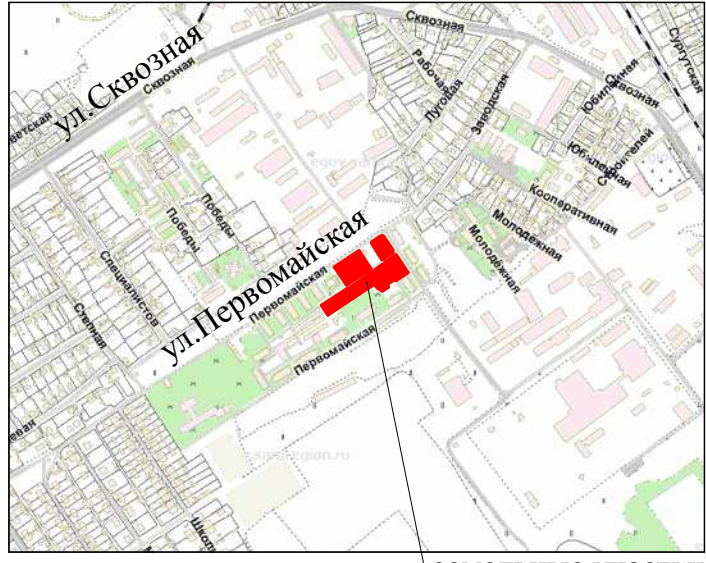 ул.Сквозная
Сквозная
Рабочая
Луговая
Заводская
Сквозная
Юбилейная
Сургутская
Юбилейная
Строителей
Кооперативная
Молодёжная
Молодёжная
Победы
Победы
Специалистов
Степная
ул.Первомайская
Первомайская
Первомайская